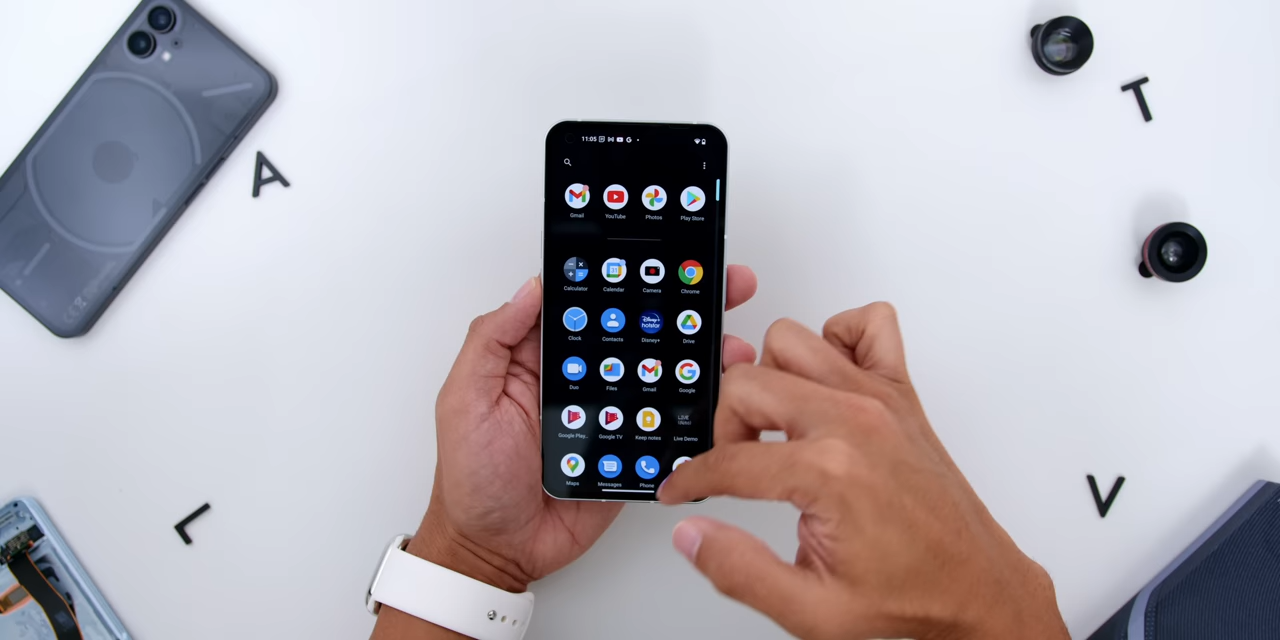 11:05
Gmail YouTube Photos Play Store
Calculator Calendar Camera Chrome
Clock Contacts Disney+ Drive
Duo Files Gmail Google
Google Play.. Google TV Keep notes Live Demo
Maps Messages Phone
A
T
L
V